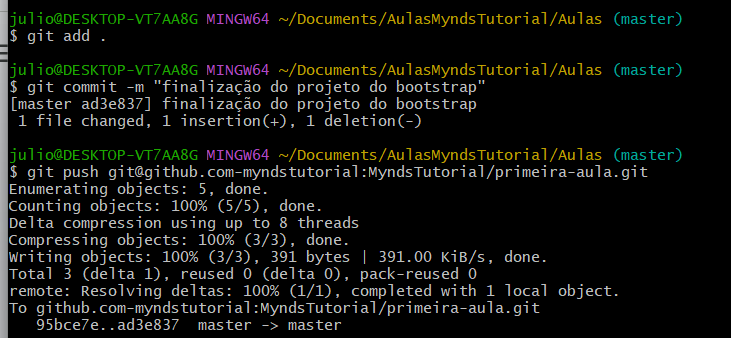 julio@DESKTOP-VT7AA8G MINGW64 ~/Documents/AulasMyndsTutorial/Aulas (master)
$ git add .
julio@DESKTOP-VT7AA8G MINGW64 ~/Documents/AulasMyndsTutorial/Aulas (master)
$ git commit -m "finalização do projeto do bootstrap"
[master ad3e837] finalização do projeto do bootstrap
 1 file changed, 1 insertion(+), 1 deletion(-)
julio@DESKTOP-VT7AA8G MINGW64 ~/Documents/AulasMyndsTutorial/Aulas (master)
$ git push git@github.com-myndstutorial:MyndsTutorial/primeira-aula.git
Enumerating objects: 5, done.
Counting objects: 100% (5/5), done.
Delta compression using up to 8 threads
Compressing objects: 100% (3/3), done.
Writing objects: 100% (3/3), 391 bytes | 391.00 KiB/s, done.
Total 3 (delta 1), reused 0 (delta 0), pack-reused 0
remote: Resolving deltas: 100% (1/1), completed with 1 local object.
To github.com-myndstutorial:MyndsTutorial/primeira-aula.git
   95bce7e..ad3e837  master -> master